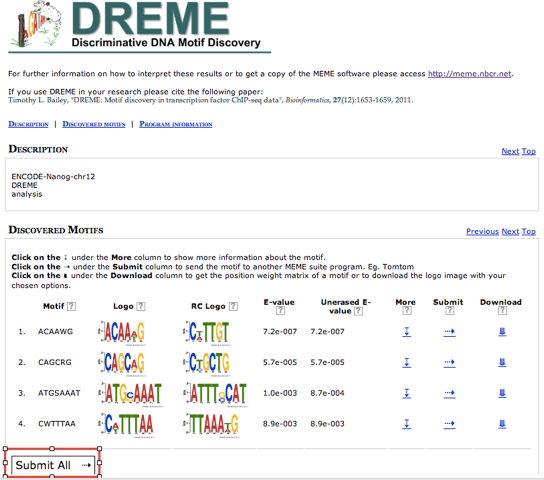 DREME
Discriminative DNA Motif Discovery
For further information on how to interpret these results or to get a copy of the MEME software please access http://meme.nbcr.net.
If you use DREME in your research please cite the following paper:
Timothy L. Bailey, "DREME: Motif discovery in transcription factor ChIP-seq data", Bioinformatics, 27(12):1653-1659, 2011.
DESCRIPTION | DISCOVERED MOTIFS | PROGRAM INFORMATION
DESCRIPTION
Next Top
ENCODE-Nanog-chr12
DREME
analysis
DISCOVERED MOTIFS
Previous Next Top
Click on the ↧ under the More column to show more information about the motif.
Click on the ⇢ under the Submit column to send the motif to another MEME suite program. Eg. Tomtom
Click on the ⇟ under the Download column to get the position weight matrix of a motif or to download the logo image with your
chosen options.
Motif ? Logo ? RC Logo ? E-value ? Unerased E-value ? More ? Submit ? Download ?
1. ACAAWG 7.2e-007 7.2e-007 ↧ ⇢ ⇟
2. CAGCRG 5.7e-005 5.7e-005 ↧ ⇢ ⇟
3. ATGSAAAT 1.0e-003 8.7e-004 ↧ ⇢ ⇟
4. CWTTTAA 8.9e-003 8.9e-003 ↧ ⇢ ⇟
Submit All ⇢